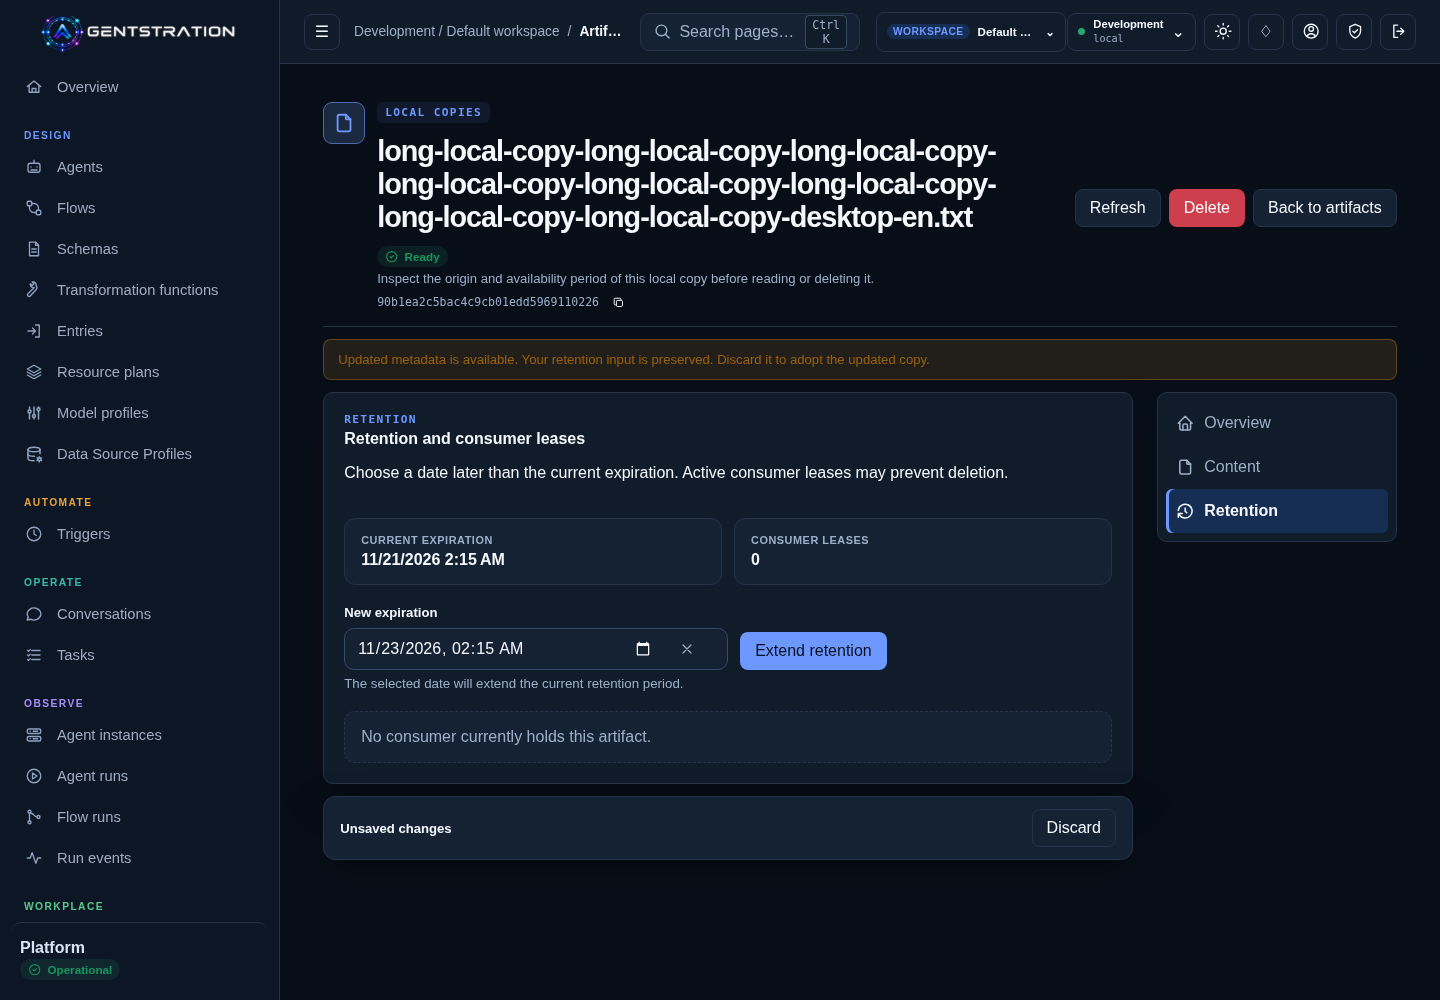 GENTSTRATION
Overview
DESIGN
Agents
Flows
Schemas
Transformation functions
Entries
Resource plans
Model profiles
Data Source Profiles
AUTOMATE
Triggers
OPERATE
Conversations
Tasks
OBSERVE
Agent instances
Agent runs
Flow runs
Run events
WORKPLACE
Platform
Operational
Development / Default workspace / Artif…
Search pages…
Ctrl
K
WORKSPACE Default …
Development
local
LOCAL COPIES
long-local-copy-long-local-copy-long-local-copy-
long-local-copy-long-local-copy-long-local-copy-
long-local-copy-long-local-copy-desktop-en.txt
Ready
Inspect the origin and availability period of this local copy before reading or deleting it.
90b1ea2c5bac4c9cb01edd5969110226
Refresh
Delete
Back to artifacts
Updated metadata is available. Your retention input is preserved. Discard it to adopt the updated copy.
RETENTION
Retention and consumer leases
Choose a date later than the current expiration. Active consumer leases may prevent deletion.
CURRENT EXPIRATION
11/21/2026 2:15 AM
CONSUMER LEASES
0
New expiration
11/23/2026, 02:15 AM
Extend retention
The selected date will extend the current retention period.
No consumer currently holds this artifact.
Unsaved changes
Discard
Overview
Content
Retention